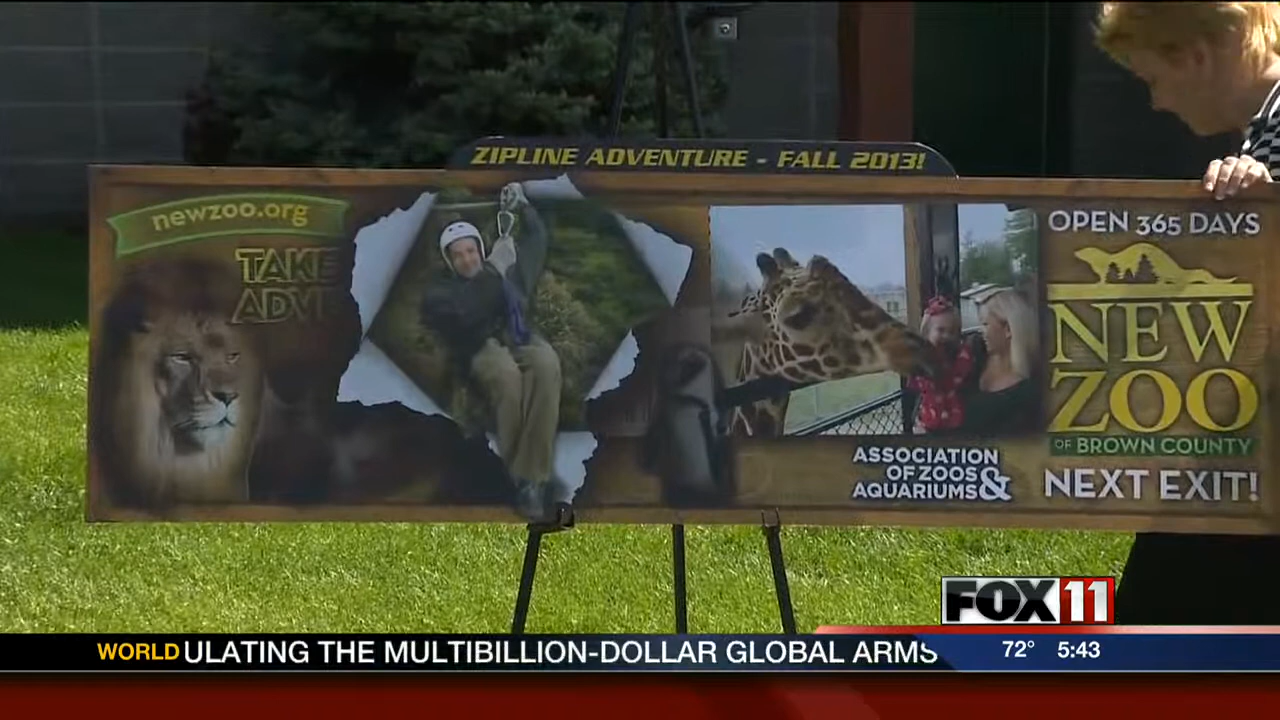 ZIPLINE ADVENTURE - FALL 2013!
newzoo.org
TAKE
ADVE
OPEN 365 DAYS
NEW
ZOO
OF BROWN COUNTY
NEXT EXIT!
ASSOCIATION
OF ZOOS &
AQUARIUMS
FOX 11
WORLD ULATING THE MULTIBILLION-DOLLAR GLOBAL ARMS
72° 5:43